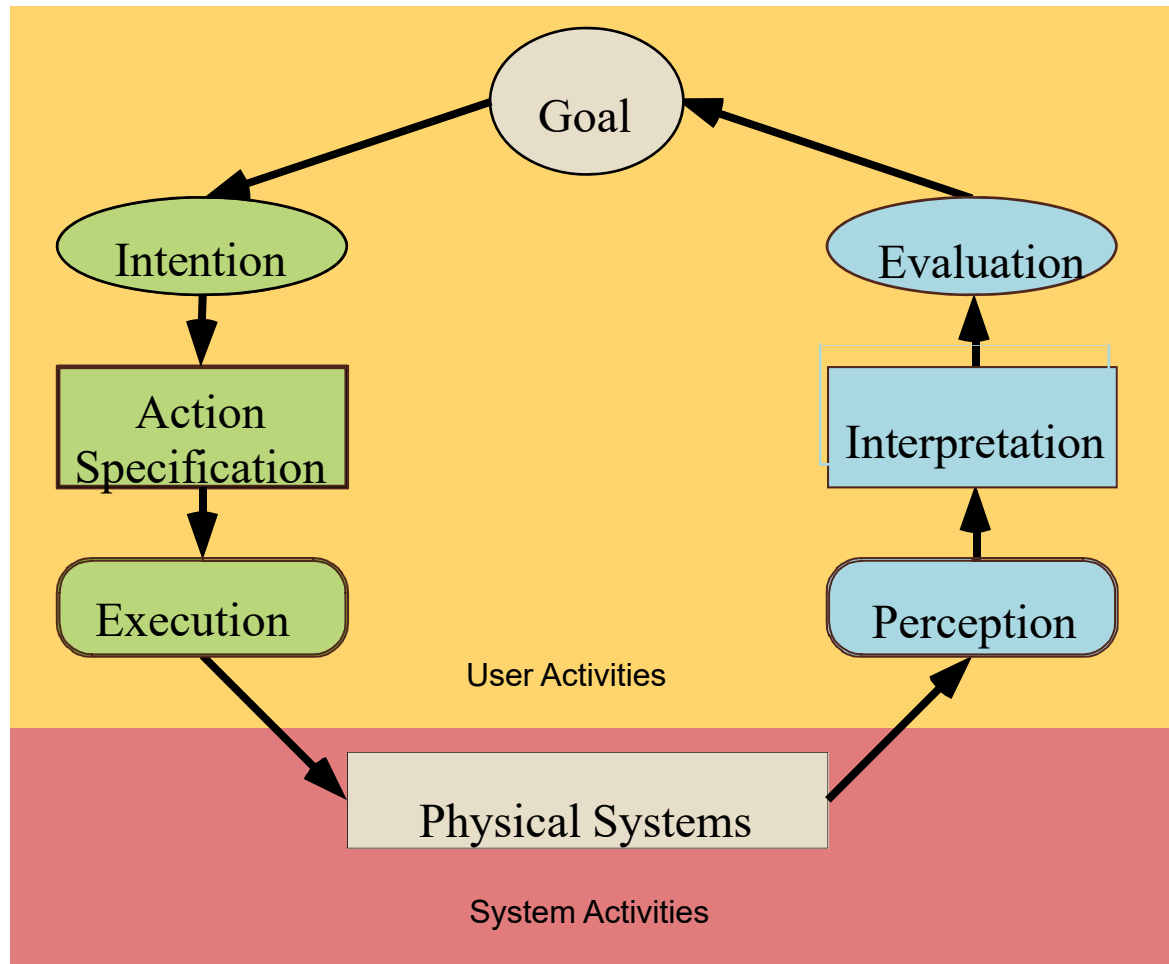 Goal
Intention
Evaluation
Action
Specification
Interpretation
Execution
Perception
User Activities
Physical Systems
System Activities